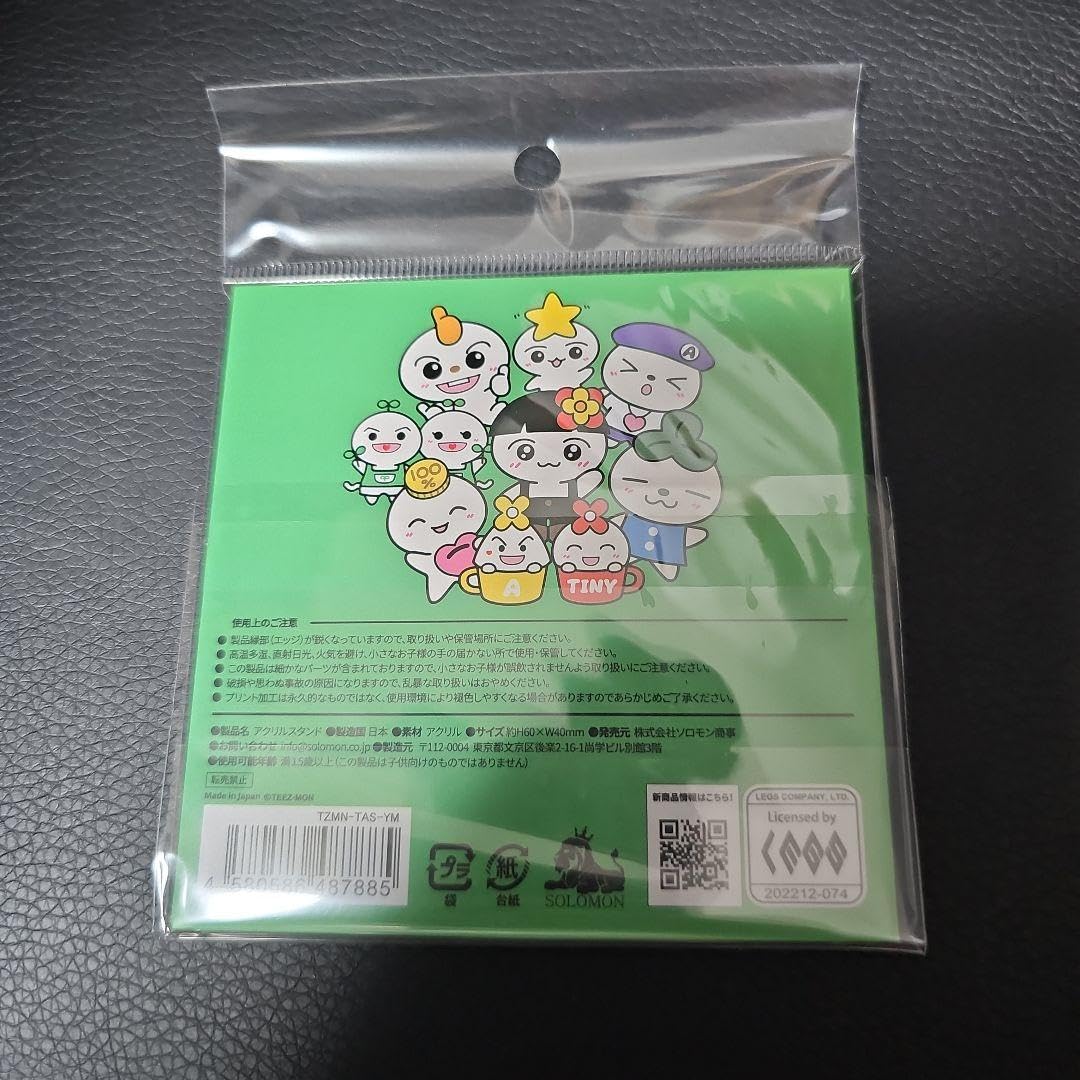 A
100
%
A
TINY
使用上のご注意
● 製品縁部(エッジ)が鋭くなっていますので、取り扱いや保管場所にご注意ください。
● 高温多湿、直射日光、火気を避け、小さなお子様の手の届かない所で使用・保管してください。
● この製品は細かなパーツが含まれておりますので、小さなお子様が誤飲されませんよう取り扱いにご注意ください。
● 破損や思わぬ事故の原因になりますので、乱暴な取り扱いはおやめください。
● プリント加工は永久的なものではなく、使用環境により褪色しやすくなる場合がありますのであらかじめご了承ください。
●製品名 アクリルスタンド ●製造国 日本 ●素材 アクリル ●サイズ 約H60×W40mm ●発売元 株式会社ソロモン商事
●お問い合わせ info@solomon.co.jp ●製造元 〒112-0004 東京都文京区後楽2-16-1尚学ビル別館3階
●使用可能年齢 満15歳以上(この製品は子供向けのものではありません)
転売禁止
Made in Japan ©TEEZ-MON
TZMN-TAS-YM
4 580586 487885
プラ
袋
紙
台紙
SOLOMON
新商品情報はこちら!
LEGS COMPANY, LTD.
Licensed by
202212-074